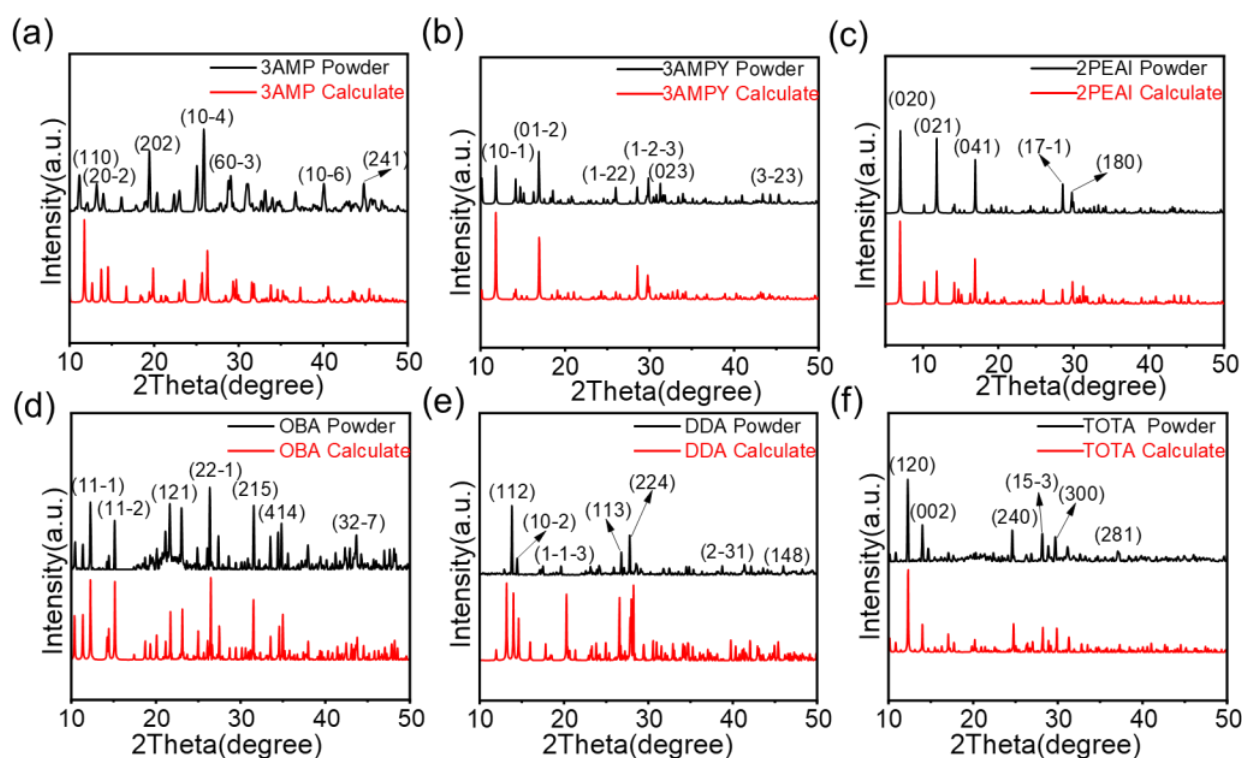 (a)
3AMP Powder
3AMP Calculate
(10-4)
(202)
(110)
(20-2)
(60-3)
(10-6)
(241)
Intensity(a.u.)
10 20 30 40 50
2Theta(degree)
(b)
3AMPY Powder
3AMPY Calculate
(01-2)
(10-1)
(1-2-3)
(1-22)
(023)
(3-23)
Intensity(a.u.)
10 20 30 40 50
2Theta(degree)
(c)
2PEAI Powder
2PEAI Calculate
(020)
(021)
(041)
(17-1)
(180)
Intensity(a.u.)
10 20 30 40 50
2Theta(degree)
(d)
OBA Powder
OBA Calculate
(22-1)
(11-1)
(121)
(215)
(11-2)
(414)
(32-7)
Intensity(a.u.)
10 20 30 40 50
2Theta(degree)
(e)
DDA Powder
DDA Calculate
(112)
(224)
(10-2)
(113)
(1-1-3)
(2-31)
(148)
Intensity(a.u.)
10 20 30 40 50
2Theta(degree)
(f)
TOTA Powder
TOTA Calculate
(120)
(15-3)
(002)
(300)
(240)
(281)
Intensity(a.u.)
10 20 30 40 50
2Theta(degree)